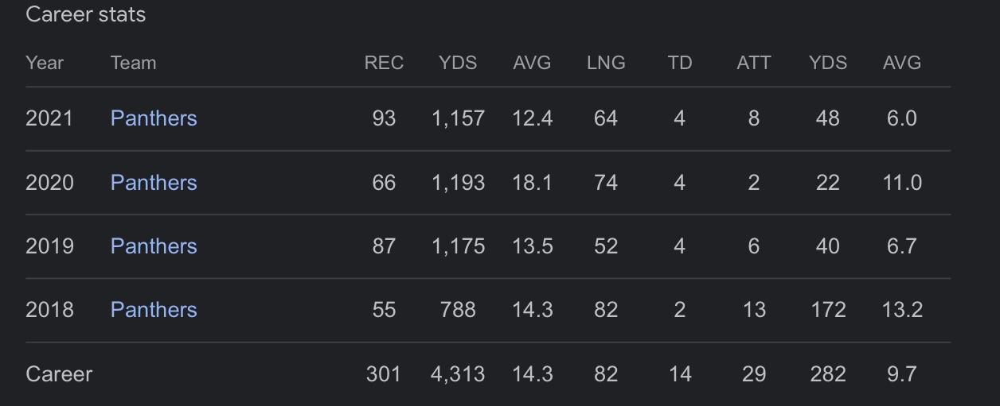 Career stats
Year Team REC YDS AVG LNG TD ATT YDS AVG
2021 Panthers 93 1,157 12.4 64 4 8 48 6.0
2020 Panthers 66 1,193 18.1 74 4 2 22 11.0
2019 Panthers 87 1,175 13.5 52 4 6 40 6.7
2018 Panthers 55 788 14.3 82 2 13 172 13.2
Career 301 4,313 14.3 82 14 29 282 9.7